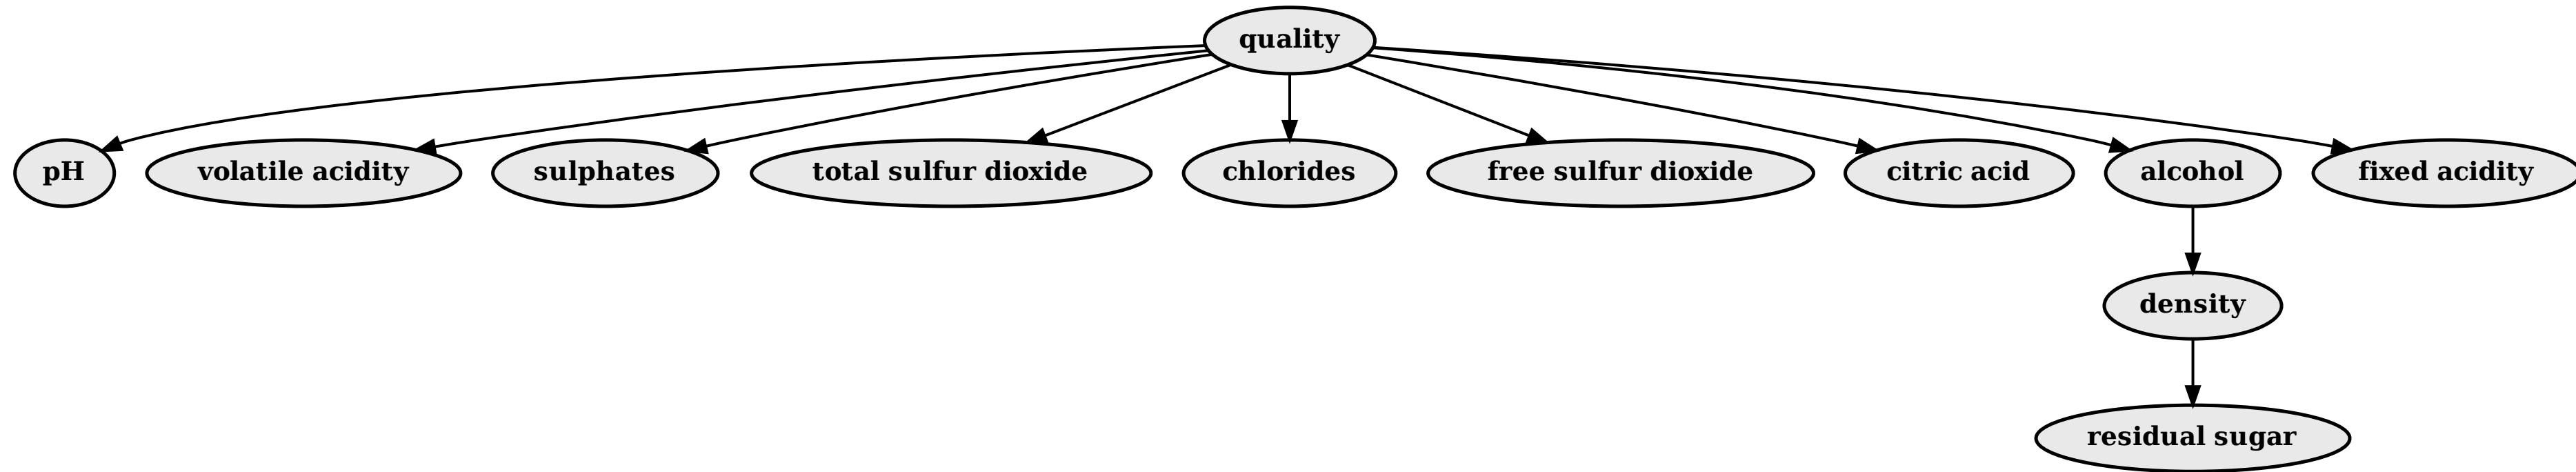 quality
pH
volatile acidity
sulphates
total sulfur dioxide
chlorides
free sulfur dioxide
citric acid
alcohol
fixed acidity
density
residual sugar